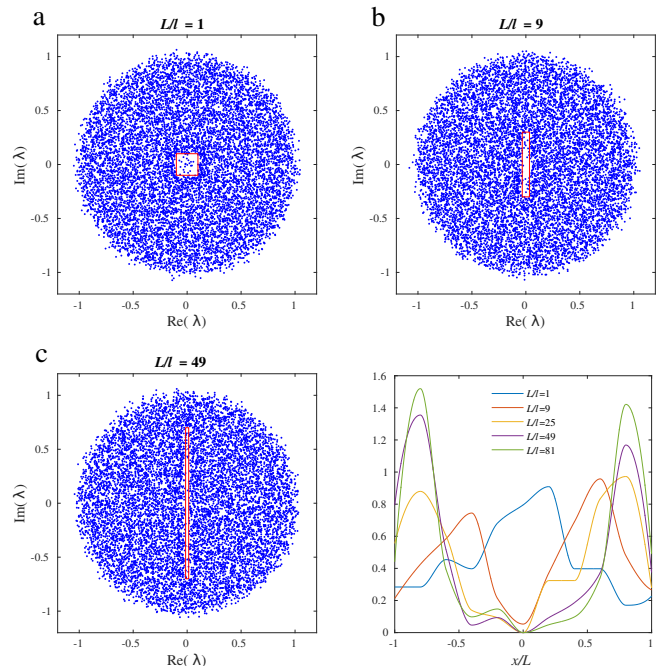 a
L/l = 1
1
0.5
0
-0.5
-1
Im( λ)
-1 -0.5 0 0.5 1
Re( λ)
b
L/l = 9
1
0.5
0
-0.5
-1
Im( λ)
-1 -0.5 0 0.5 1
Re( λ)
c
L/l = 49
1
0.5
0
-0.5
-1
Im( λ)
-1 -0.5 0 0.5 1
Re( λ)
1.6
1.4
1.2
1
0.8
0.6
0.4
0.2
0
L/l=1
L/l=9
L/l=25
L/l=49
L/l=81
-1 -0.5 0 0.5 1
x/L